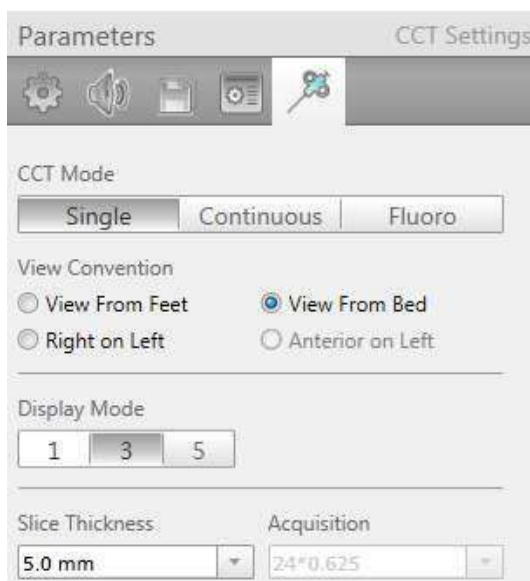 Parameters CCT Settings
CCT Mode
Single Continuous Fluoro
View Convention
View From Feet View From Bed
Right on Left Anterior on Left
Display Mode
1 3 5
Slice Thickness Acquisition
5.0 mm 24*0.625